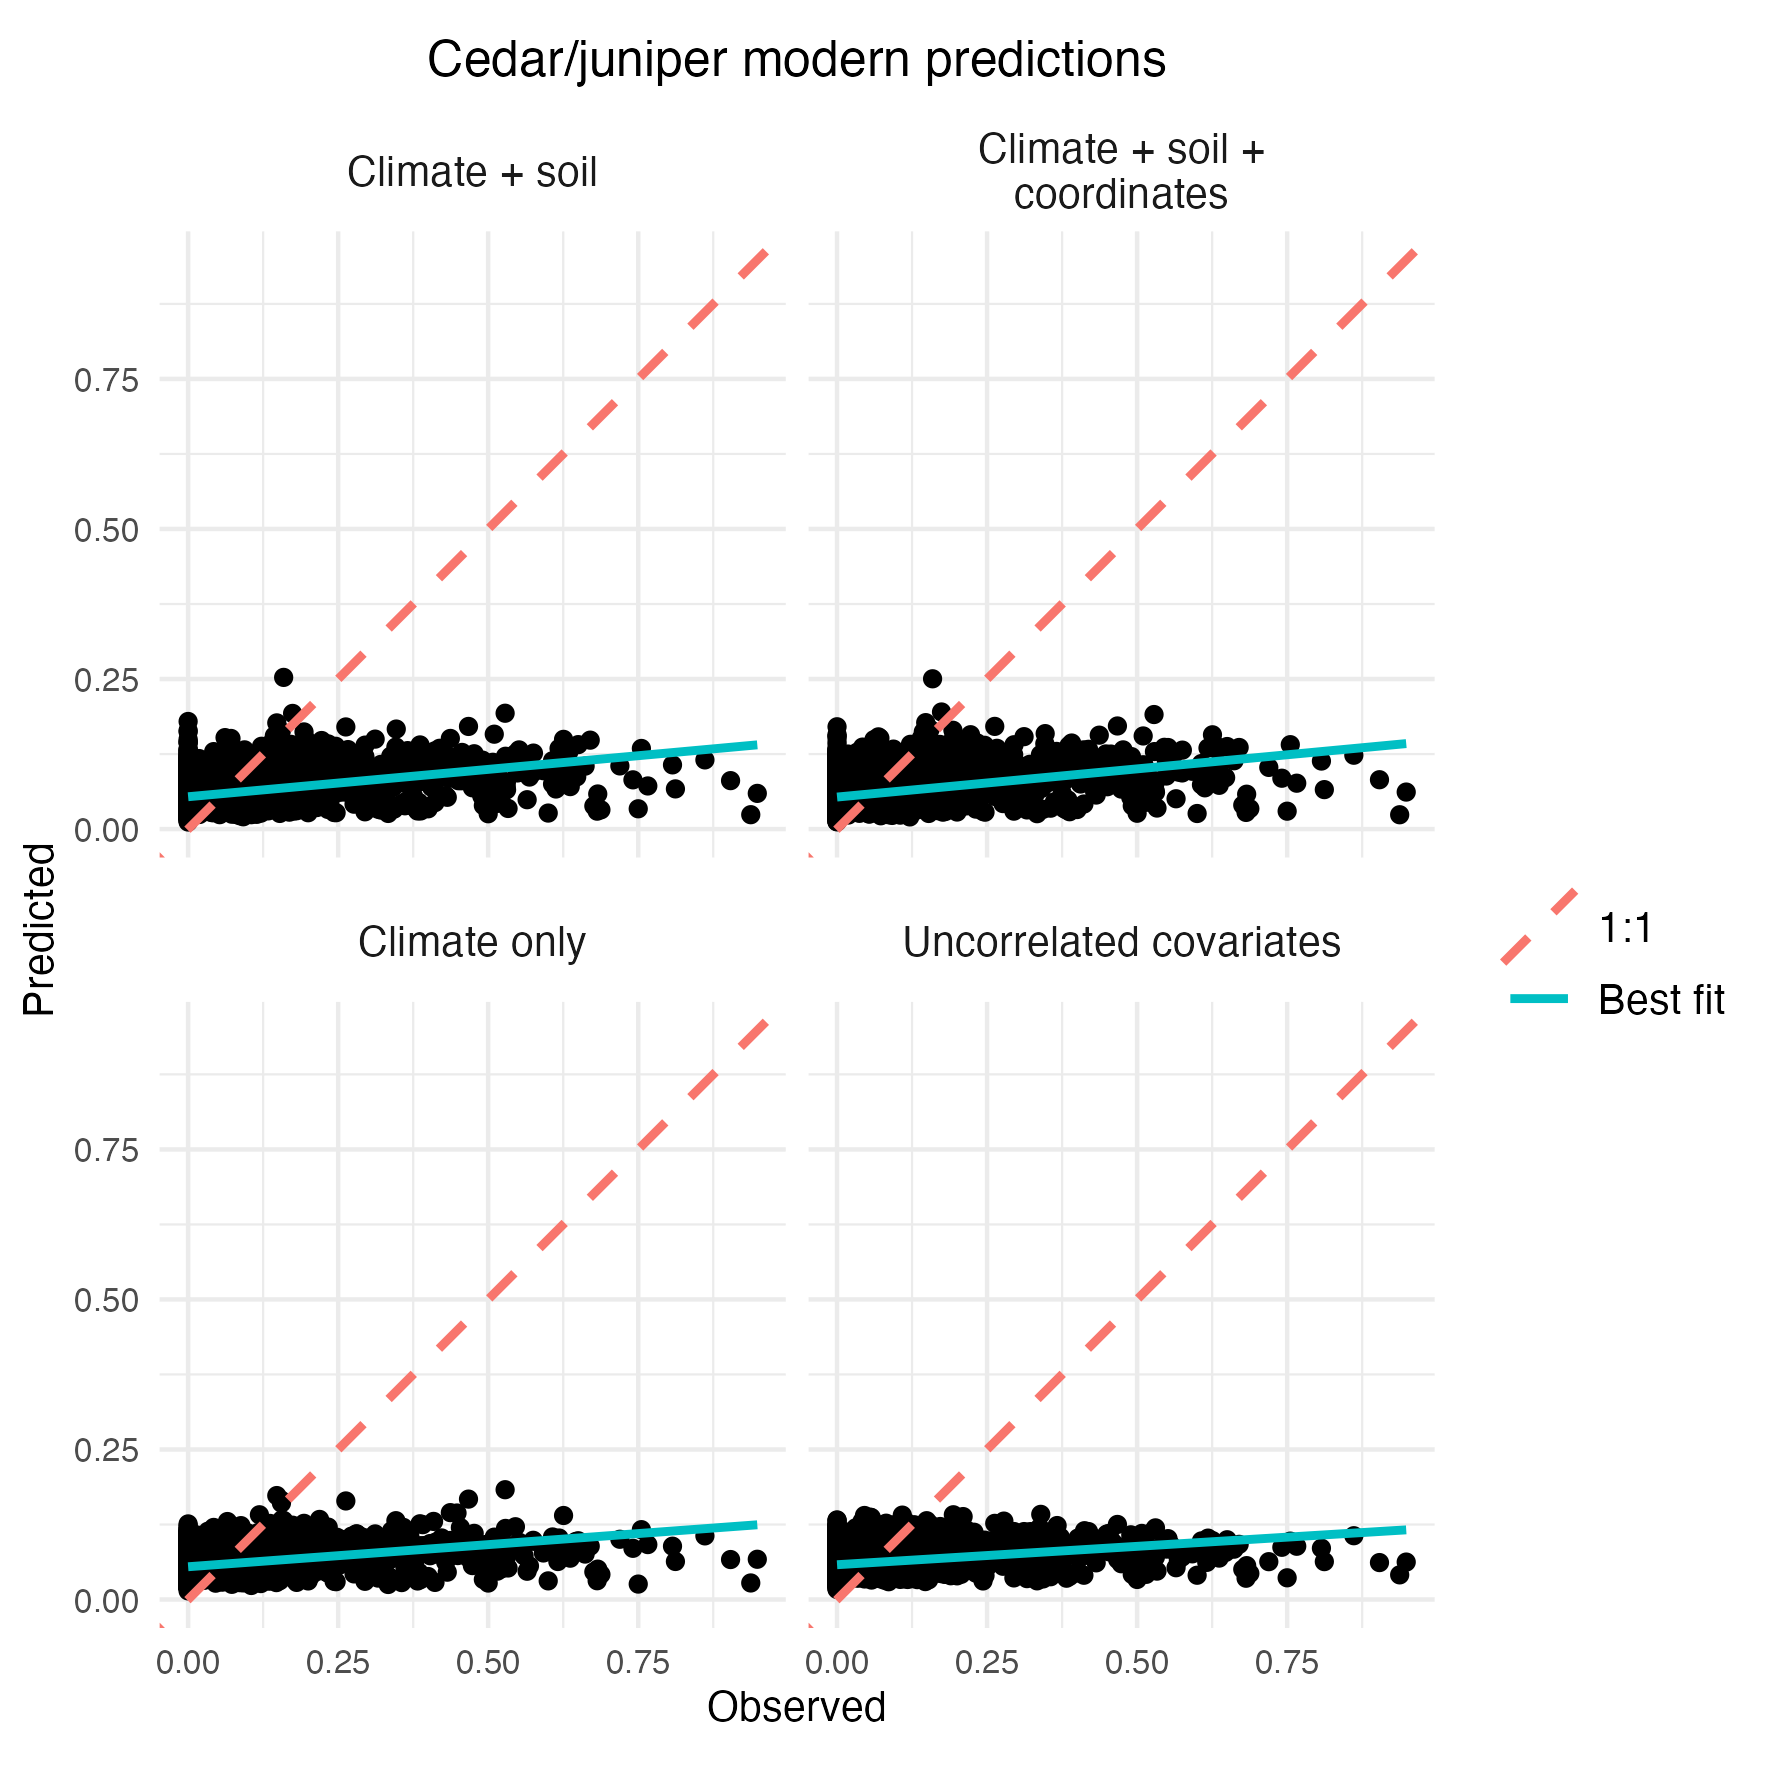 Cedar/juniper modern predictions
Climate + soil
Climate + soil +
coordinates
0.75
0.50
0.25
0.00
Predicted
Climate only
Uncorrelated covariates
1:1
Best fit
0.75
0.50
0.25
0.00
0.00 0.25 0.50 0.75
0.00 0.25 0.50 0.75
Observed